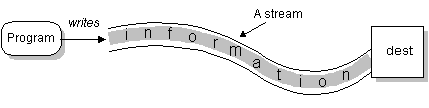 writes
A stream
Program
information
dest